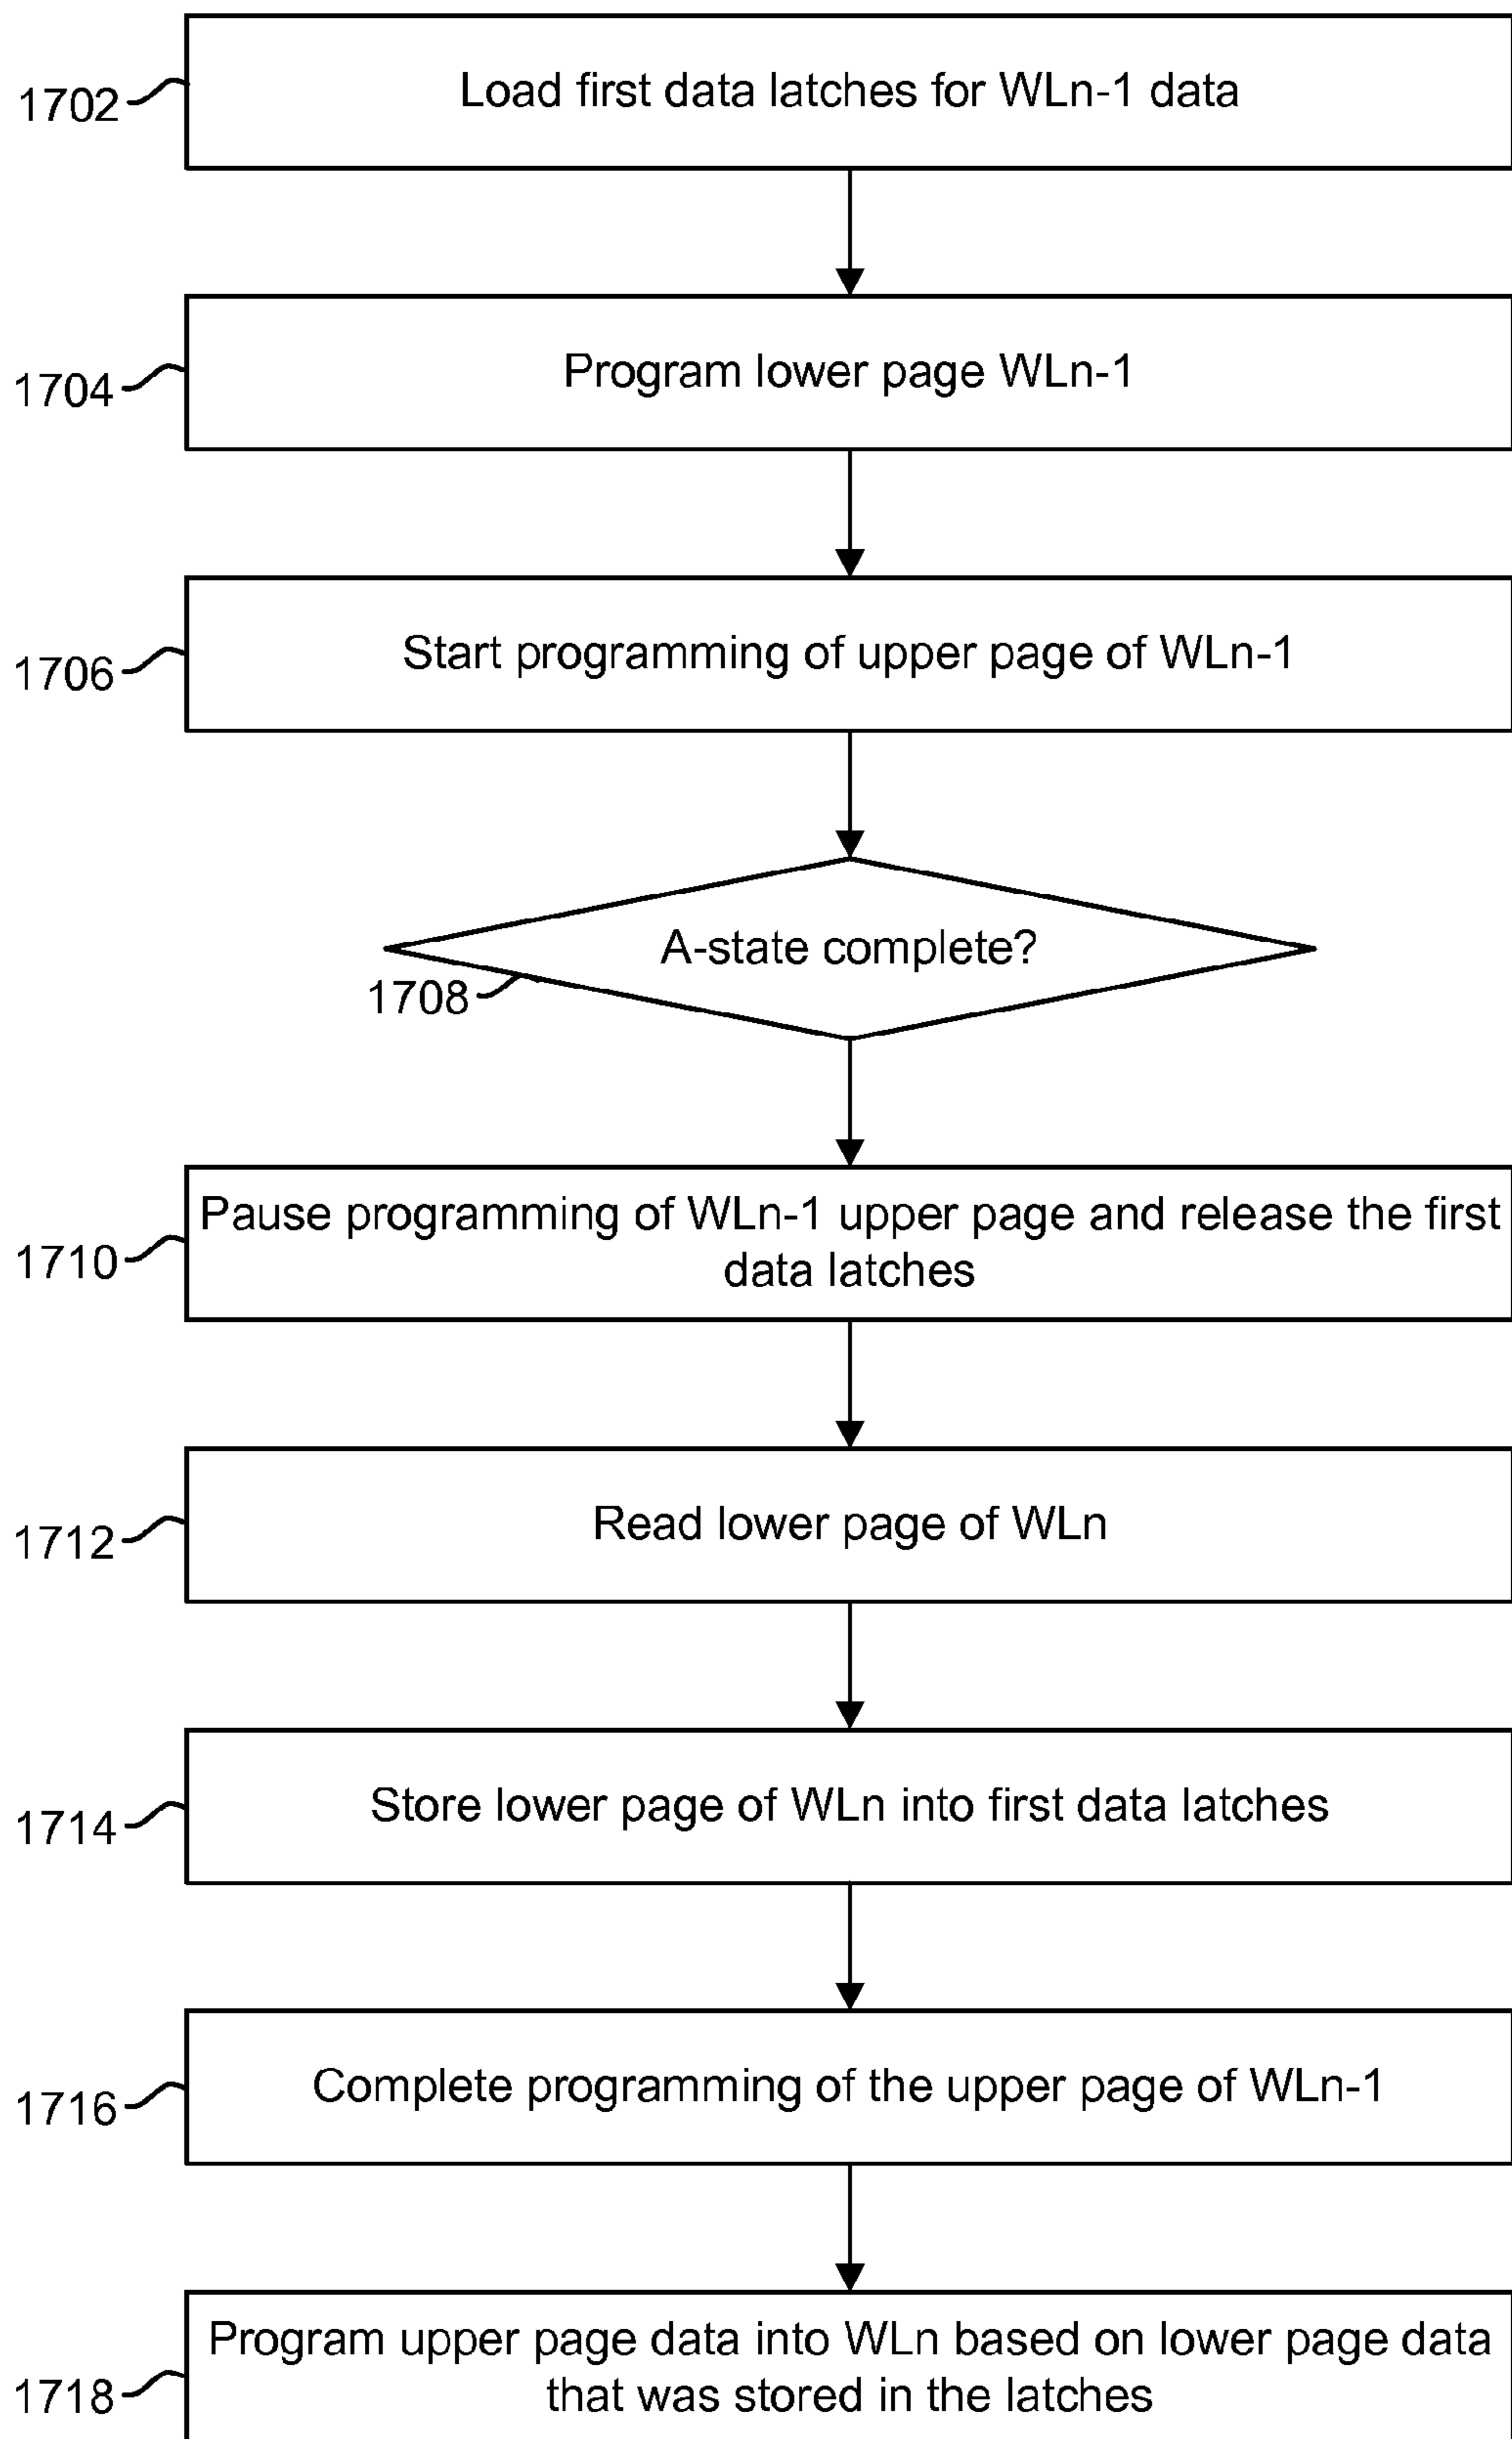 1702
Load first data latches for WLn-1 data
1704
Program lower page WLn-1
1706
Start programming of upper page of WLn-1
A-state complete?
1708
Pause programming of WLn-1 upper page and release the first
data latches
1710
Read lower page of WLn
1712
Store lower page of WLn into first data latches
1714
Complete programming of the upper page of WLn-1
1716
Program upper page data into WLn based on lower page data
that was stored in the latches
1718